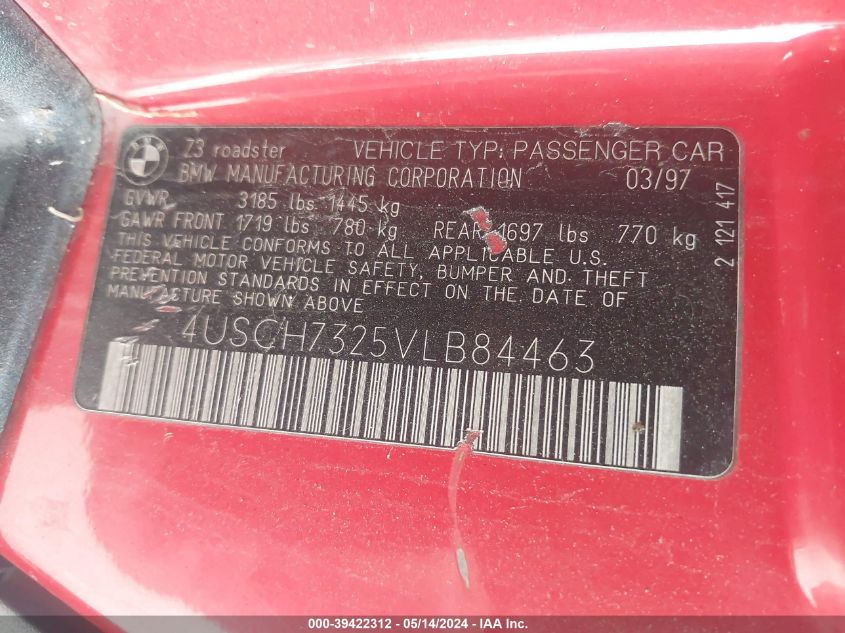 BMW Z3 roadster VEHICLE TYP: PASSENGER CAR
BMW MANUFACTURING CORPORATION 03/97
GVWR 3185 lbs 1445 kg
GAWR FRONT 1719 lbs 780 kg REAR 1697 lbs 770 kg
THIS VEHICLE CONFORMS TO ALL APPLICABLE U.S.
FEDERAL MOTOR VEHICLE SAFETY, BUMPER AND THEFT
PREVENTION STANDARDS IN EFFECT ON THE DATE OF
MANUFACTURE SHOWN ABOVE
4USCH7325VLB84463
2 121 417
000-39422312 - 05/14/2024 - IAA Inc.